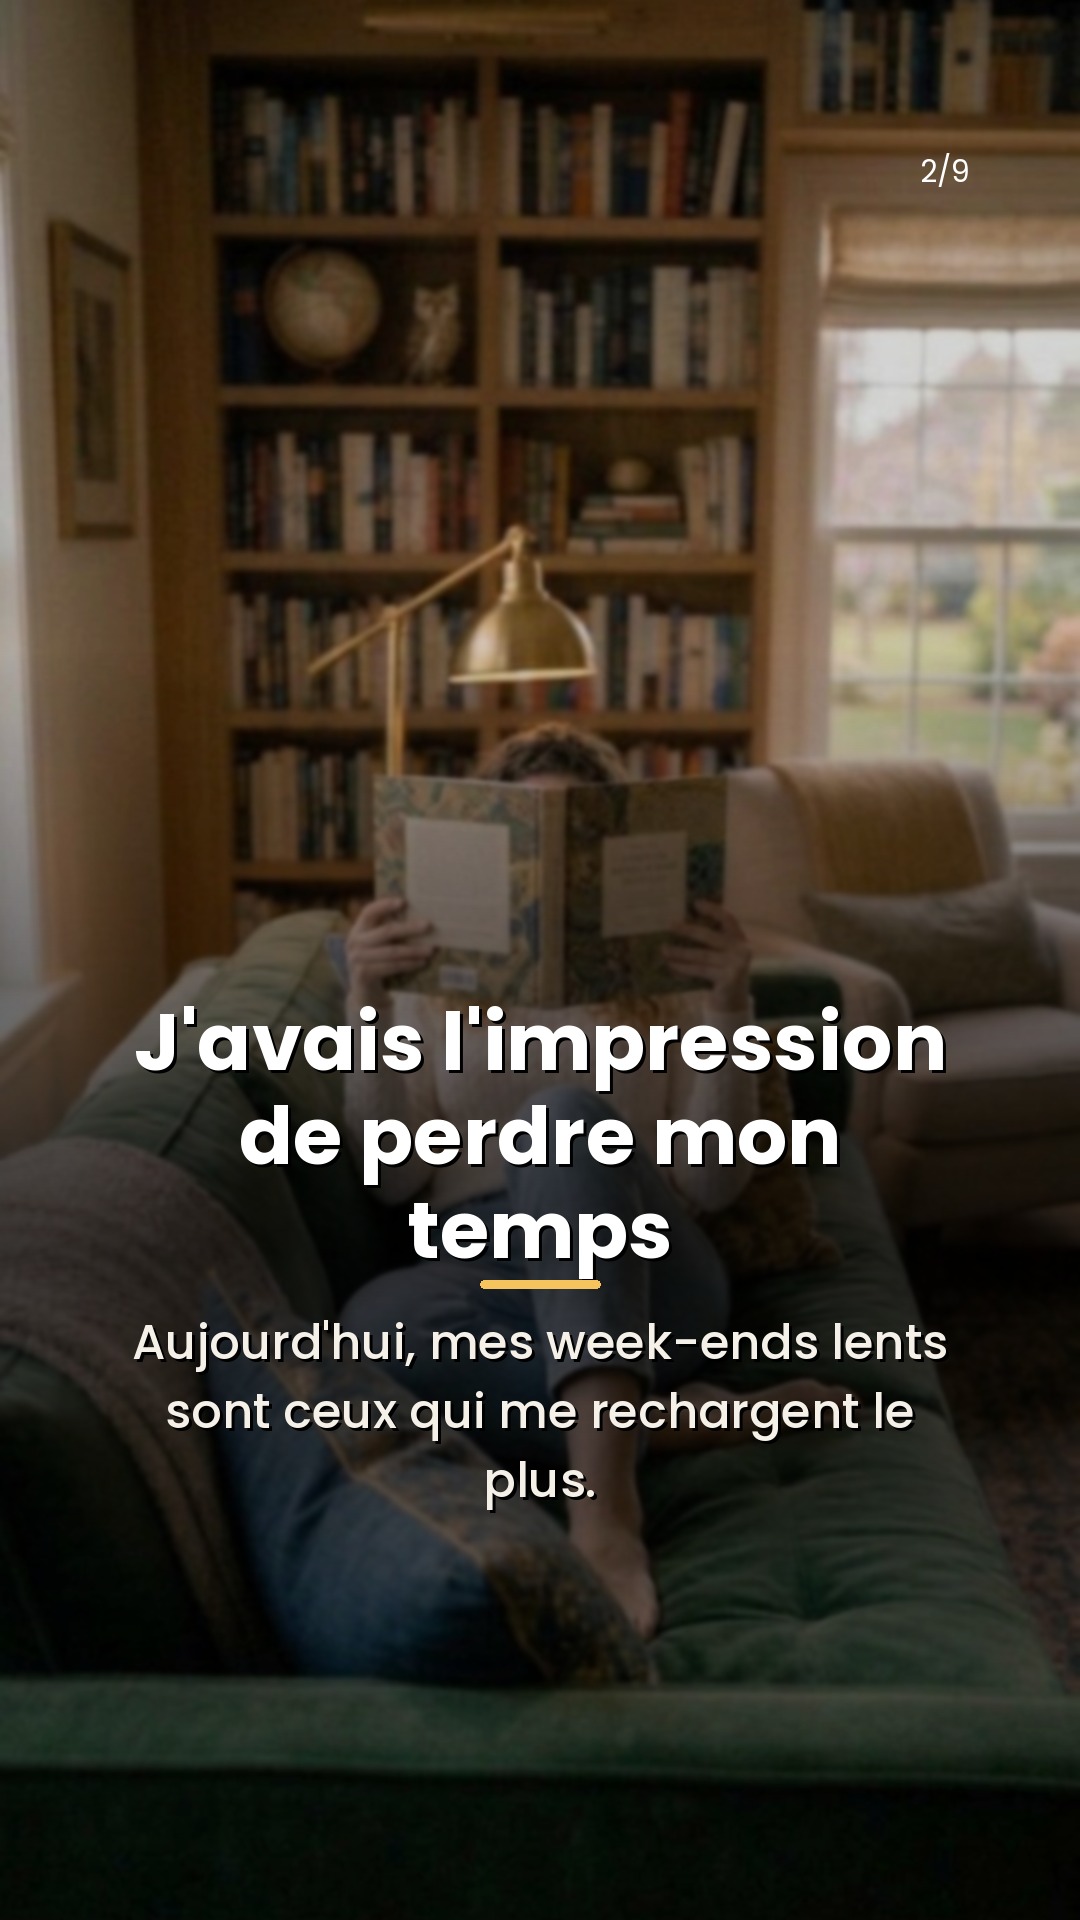 2/9
J'avais l'impression
de perdre mon
temps
Aujourd'hui, mes week-ends lents
sont ceux qui me rechargent le
plus.